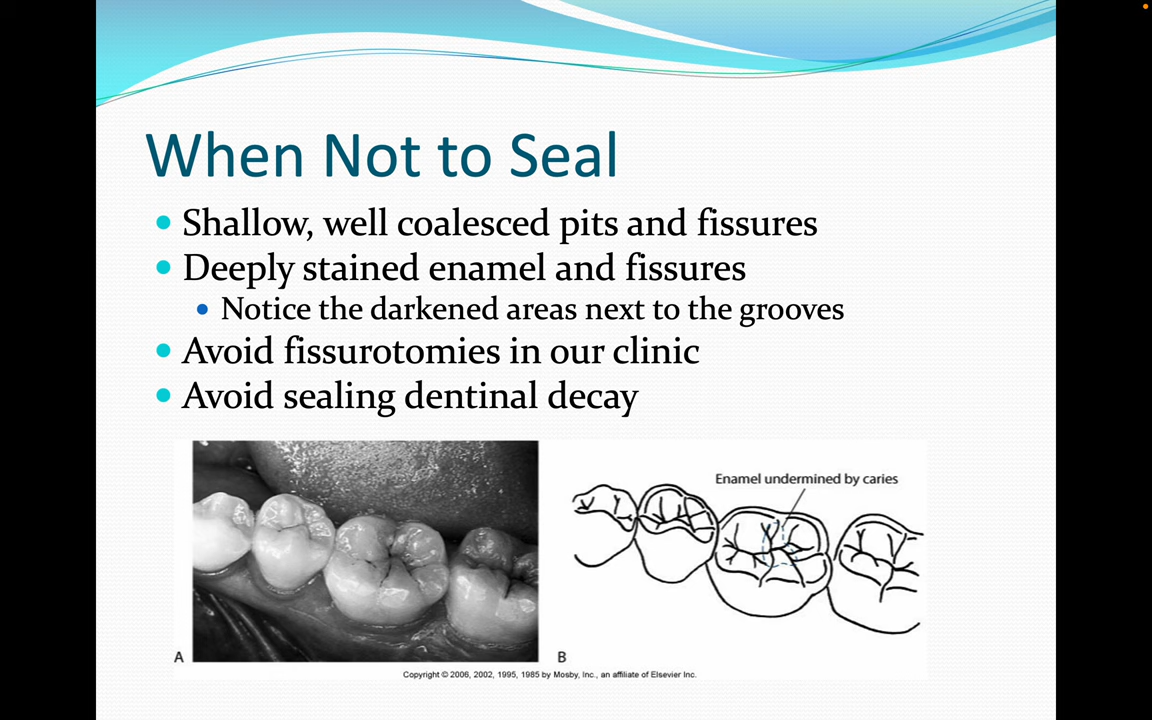 When Not to Seal
Shallow, well coalesced pits and fissures
Deeply stained enamel and fissures
Notice the darkened areas next to the grooves
Avoid fissurotomies in our clinic
Avoid sealing dentinal decay
Enamel undermined by caries
A
B
Copyright © 2006, 2002, 1995, 1985 by Mosby, Inc., an affiliate of Elsevier Inc.